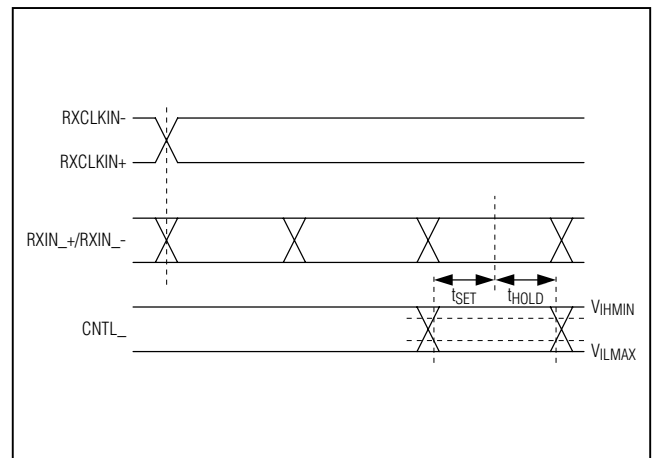 RXCLKIN-
RXCLKIN+
RXIN_+/RXIN_-
tSET tHOLD
VIHMIN
CNTL_
VILMAX